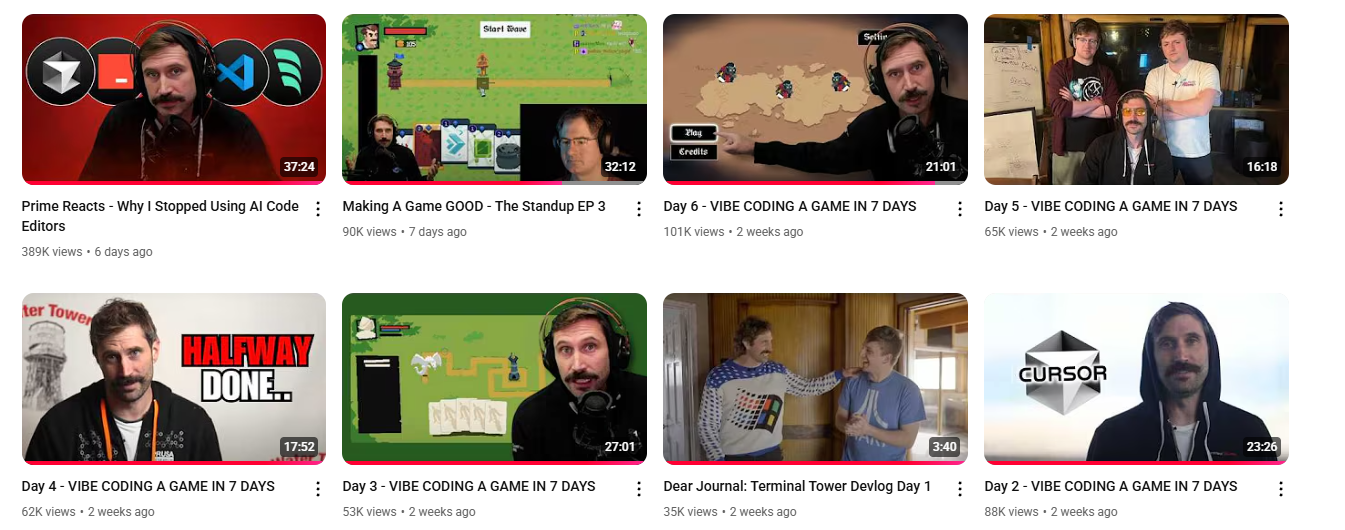 Start Wave
105
Settin
Play
Credits
37:24
32:12
21:01
16:18
Prime Reacts - Why I Stopped Using AI Code
Editors
389K views • 6 days ago
Making A Game GOOD - The Standup EP 3
90K views • 7 days ago
Day 6 - VIBE CODING A GAME IN 7 DAYS
101K views • 2 weeks ago
Day 5 - VIBE CODING A GAME IN 7 DAYS
65K views • 2 weeks ago
ter Tower
HALFWAY
DONE..
PRUSA
CURSOR
17:52
27:01
3:40
23:26
Day 4 - VIBE CODING A GAME IN 7 DAYS
62K views • 2 weeks ago
Day 3 - VIBE CODING A GAME IN 7 DAYS
53K views • 2 weeks ago
Dear Journal: Terminal Tower Devlog Day 1
35K views • 2 weeks ago
Day 2 - VIBE CODING A GAME IN 7 DAYS
88K views • 2 weeks ago